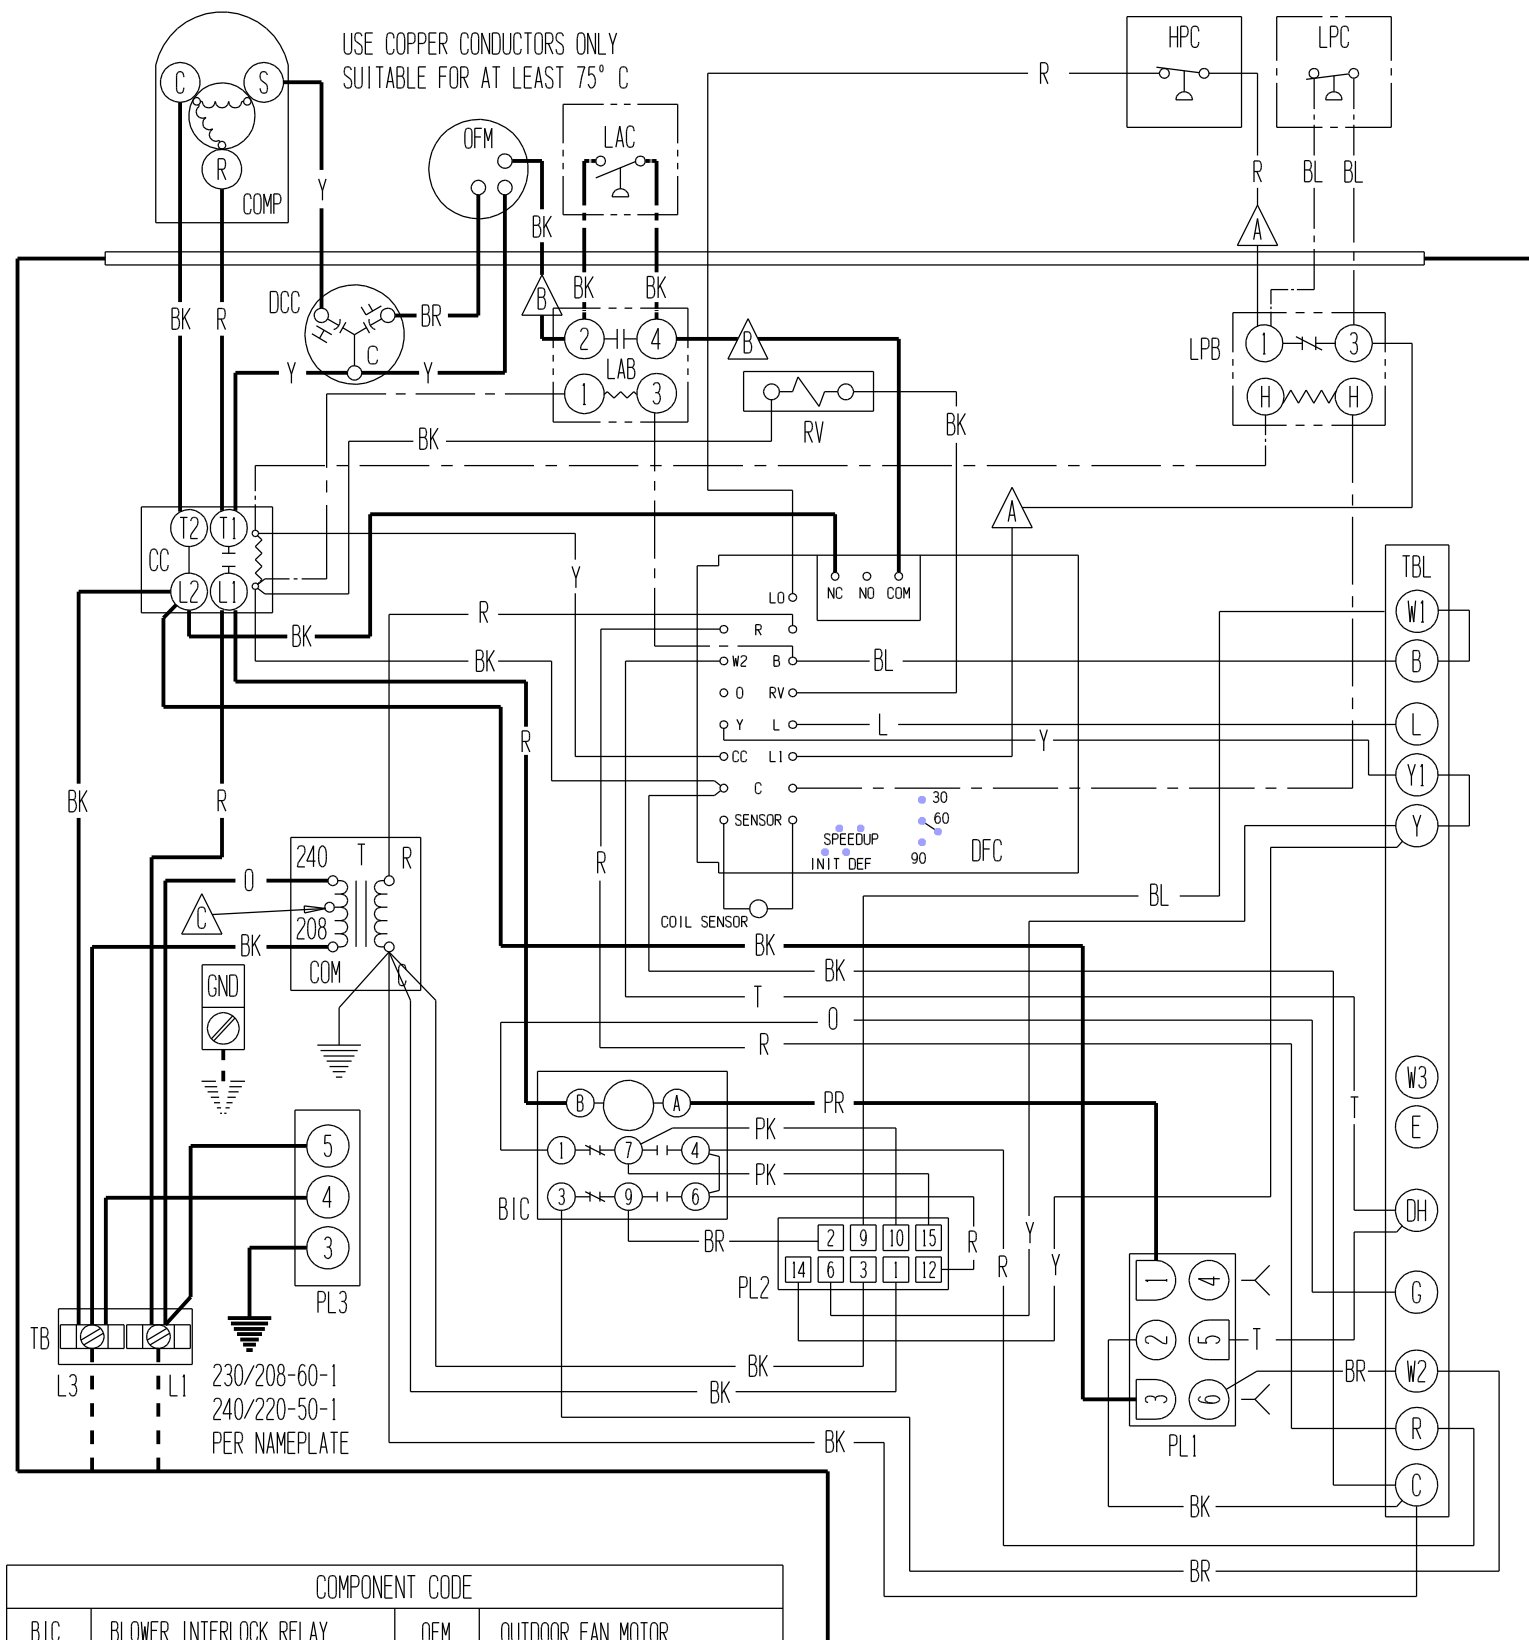 HPC
LPC
C
S
USE COPPER CONDUCTORS ONLY
SUITABLE FOR AT LEAST 75° C
R
OFM
LAC
R
COMP
Y
BK
R
BL
BL
A
BK
R
DCC
H
F
C
BR
B
BK
BK
2
4
B
LPB
1
3
Y
Y
LAB
1
3
H
H
BK
RV
BK
A
T2
T1
CC
L2
L1
Y
NC
NO
COM
TBL
LO
W1
R
R
BK
BK
W2
B
BL
B
O
RV
Y
L
L
L
R
Y
CC
L1
Y1
BK
R
C
30
SENSOR
60
SPEEDUP
90
INIT DEF
DFC
Y
240
T
R
R
O
BL
C
208
COIL SENSOR
BK
BK
COM
C
BK
GND
T
O
R
W3
B
A
PR
T
E
5
1
7
4
PK
PK
4
3
9
6
BIC
DH
BR
2
9
10
15
R
Y
3
14
6
3
1
12
R
Y
PL2
PL3
1
4
G
TB
2
5
T
L3
L1
230/208-60-1
240/220-50-1
PER NAMEPLATE
BK
BK
BR
W2
3
6
R
BK
PL1
C
BK
BR
COMPONENT CODE
BIC
BLOWER INTERLOCK RELAY
OFM
OUTDOOR FAN MOTOR